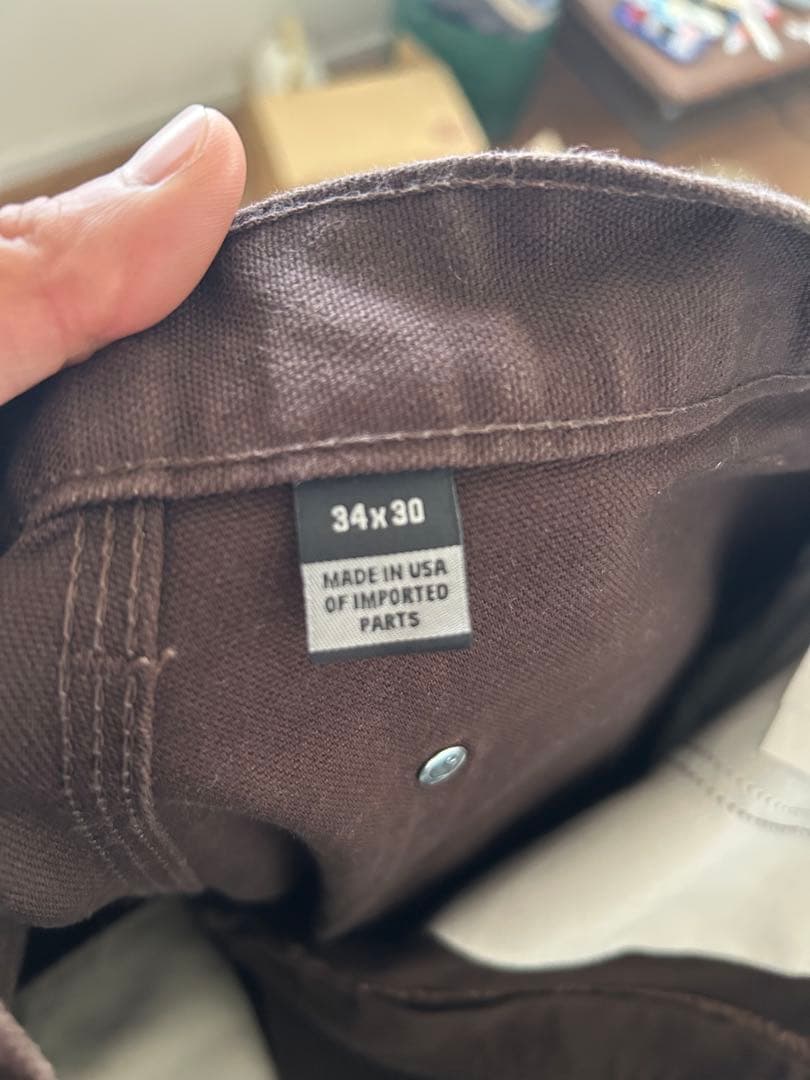 34x30
MADE IN USA
OF IMPORTED
PARTS